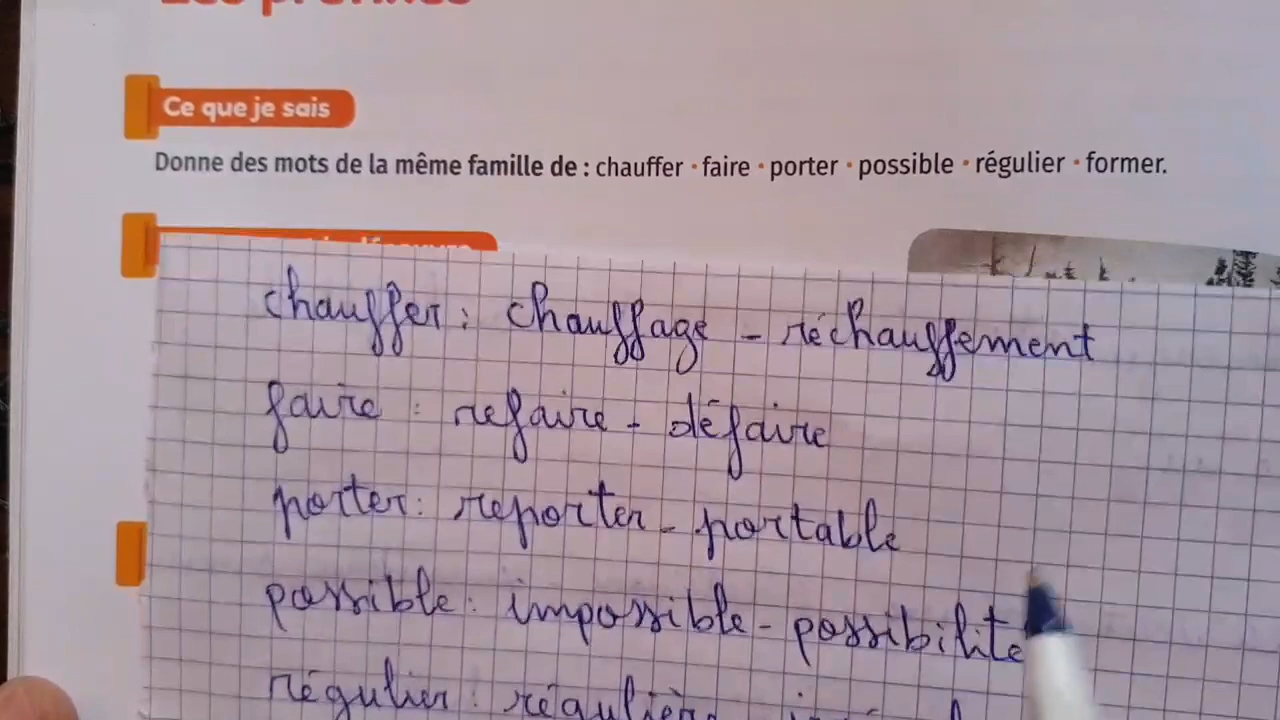 Ce que je sais
Donne des mots de la même famille de : chauffer · faire · porter · possible · régulier · former.
chauffer : chauffage - réchauffement
faire : refaire - défaire
porter : reporter - portable
possible : impossible - possibilité
régulier :